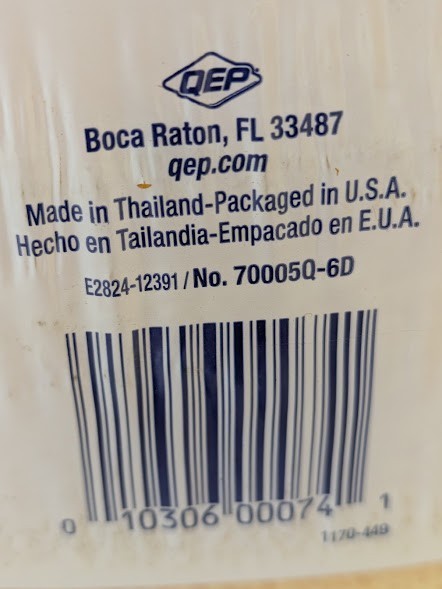 QEP
Boca Raton, FL 33487
qep.com
Made in Thailand-Packaged in U.S.A.
Hecho en Tailandia-Empacado en E.U.A.
E2824-12391 / No. 70005Q-6D
0 10306 00074 1
1170-449